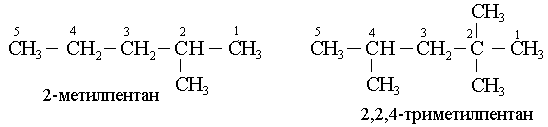 CH₃
5 4 3 2 1
CH₃ – CH₂ – CH₂ – CH – CH₃
CH₃
2-метилпентан
5 4 3 2 1
CH₃ – CH – CH₂ – C – CH₃
CH₃ CH₃
2,2,4-триметилпентан